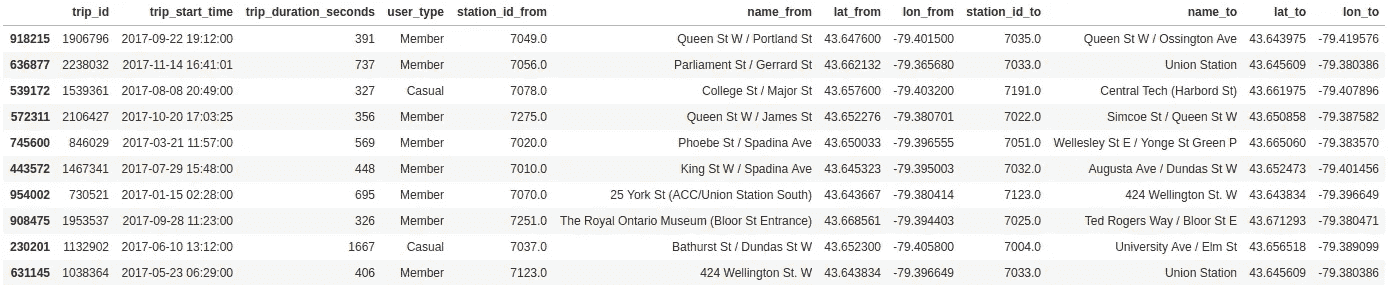 trip_id trip_start_time trip_duration_seconds user_type station_id_from name_from lat_from lon_from station_id_to name_to lat_to lon_to
918215 1906796 2017-09-22 19:12:00 391 Member 7049.0 Queen St W / Portland St 43.647600 -79.401500 7035.0 Queen St W / Ossington Ave 43.643975 -79.419576
636877 2238032 2017-11-14 16:41:01 737 Member 7056.0 Parliament St / Gerrard St 43.662132 -79.365680 7033.0 Union Station 43.645609 -79.380386
539172 1539361 2017-08-08 20:49:00 327 Casual 7078.0 College St / Major St 43.657600 -79.403200 7191.0 Central Tech (Harbord St) 43.661975 -79.407896
572311 2106427 2017-10-20 17:03:25 356 Member 7275.0 Queen St W / James St 43.652276 -79.380701 7022.0 Simcoe St / Queen St W 43.650858 -79.387582
745600 846029 2017-03-21 11:57:00 569 Member 7020.0 Phoebe St / Spadina Ave 43.650033 -79.396555 7051.0 Wellesley St E / Yonge St Green P 43.665060 -79.383570
443572 1467341 2017-07-29 15:48:00 448 Member 7010.0 King St W / Spadina Ave 43.645323 -79.395003 7032.0 Augusta Ave / Dundas St W 43.652473 -79.401456
954002 730521 2017-01-15 02:28:00 695 Member 7070.0 25 York St (ACC/Union Station South) 43.643667 -79.380414 7123.0 424 Wellington St. W 43.643834 -79.396649
908475 1953537 2017-09-28 11:23:00 326 Member 7251.0 The Royal Ontario Museum (Bloor St Entrance) 43.668561 -79.394403 7025.0 Ted Rogers Way / Bloor St E 43.671293 -79.380471
230201 1132902 2017-06-10 13:12:00 1667 Casual 7037.0 Bathurst St / Dundas St W 43.652300 -79.405800 7004.0 University Ave / Elm St 43.656518 -79.389099
631145 1038364 2017-05-23 06:29:00 406 Member 7123.0 424 Wellington St. W 43.643834 -79.396649 7033.0 Union Station 43.645609 -79.380386